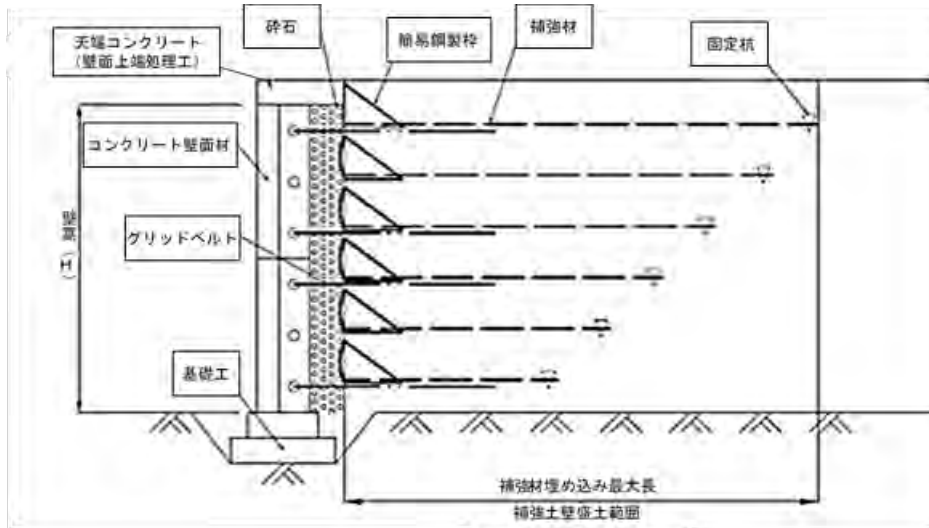 砕石
簡易鋼製枠
補強材
固定杭
天端コンクリート
(壁面上端処理工)
コンクリート壁面材
壁高(H)
グリッドベルト
基礎工
補強材埋め込み最大長
補強土壁盛土範囲